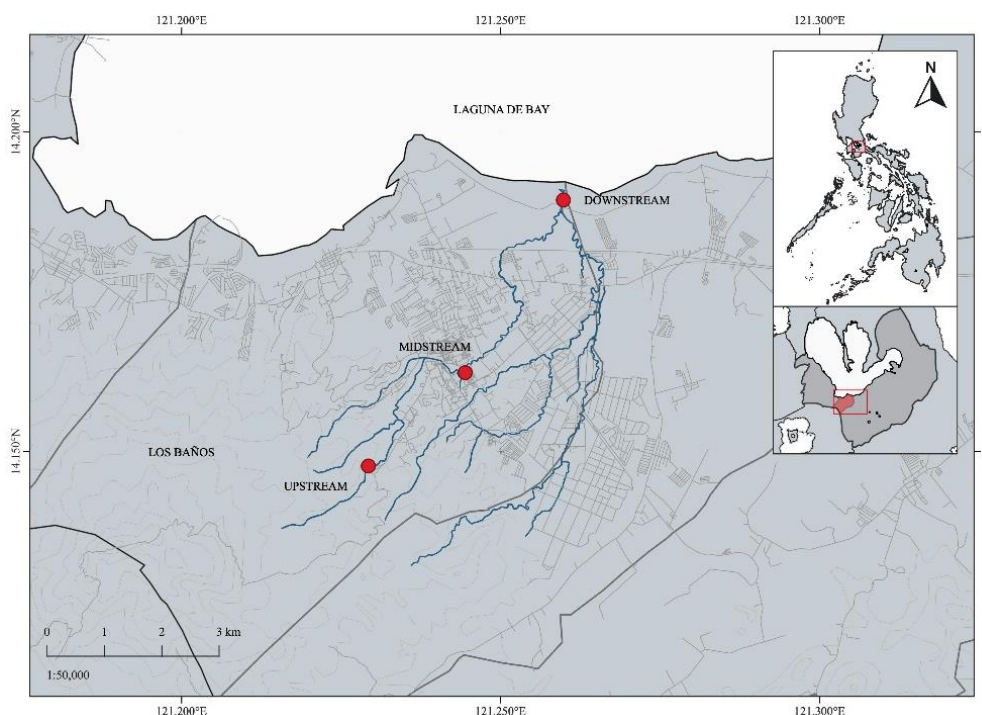 121.200°E
121.250°E
121.300°E
14.200°N
LAGUNA DE BAY
N
DOWNSTREAM
MIDSTREAM
14.150°N
LOS BAÑOS
UPSTREAM
0 1 2 3 km
1:50,000
121.200°E
121.250°E
121.300°E